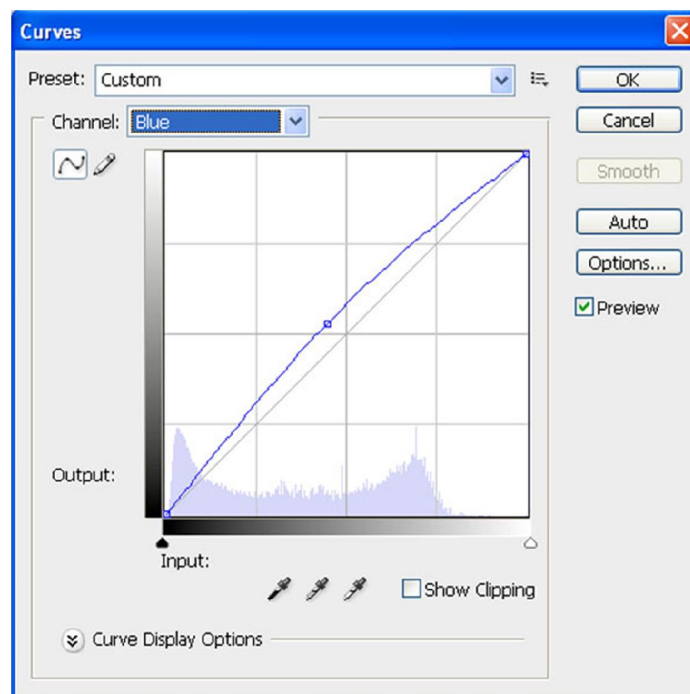 Curves
Preset: Custom
OK
Channel: Blue
Cancel
Smooth
Auto
Options...
Preview
Output:
Input:
Show Clipping
Curve Display Options